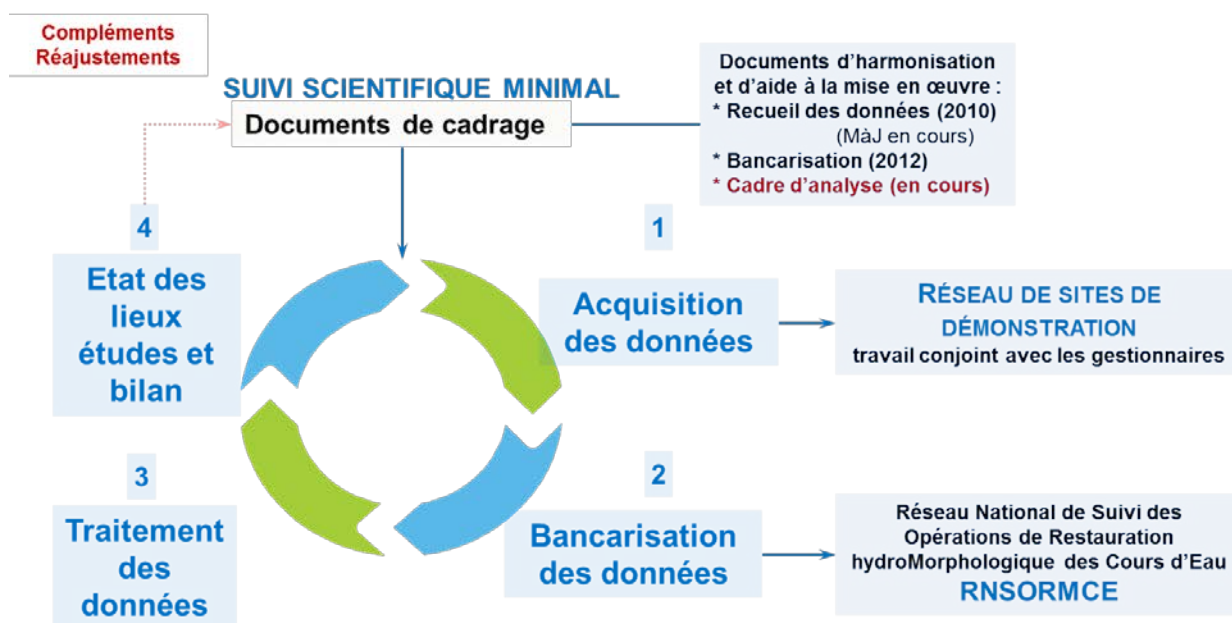 Compléments
Réajustements
SUIVI SCIENTIFIQUE MINIMAL
Documents de cadrage
Documents d'harmonisation
et d'aide à la mise en œuvre :
* Recueil des données (2010)
(MàJ en cours)
* Bancarisation (2012)
* Cadre d'analyse (en cours)
4
Etat des
lieux
études et
bilan
1
Acquisition
des données
RÉSEAU DE SITES DE
DÉMONSTRATION
travail conjoint avec les gestionnaires
3
Traitement
des
données
2
Bancarisation
des données
Réseau National de Suivi des
Opérations de Restauration
hydroMorphologique des Cours d'Eau
RNSORMCE